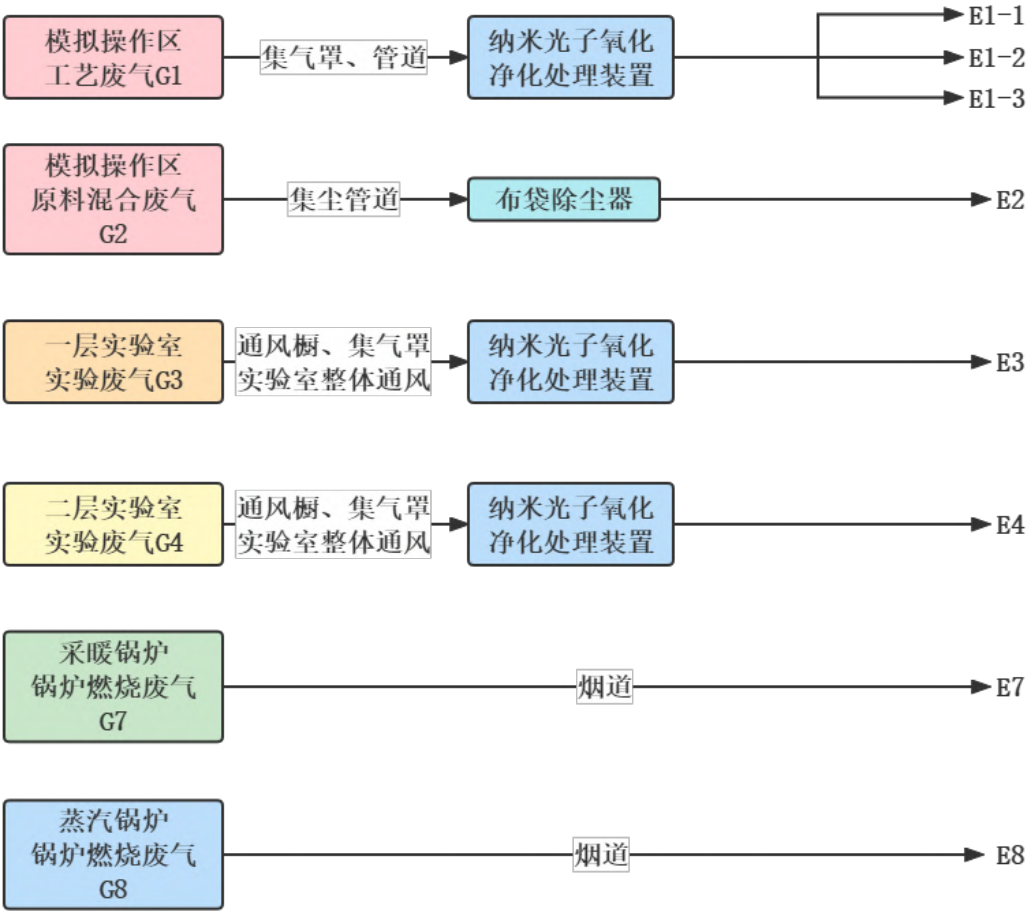 模拟操作区
工艺废气G1
集气罩、管道
纳米光子氧化
净化处理装置
E1-1
E1-2
E1-3
模拟操作区
原料混合废气
G2
集尘管道
布袋除尘器
E2
一层实验室
实验废气G3
通风橱、集气罩
实验室整体通风
纳米光子氧化
净化处理装置
E3
二层实验室
实验废气G4
通风橱、集气罩
实验室整体通风
纳米光子氧化
净化处理装置
E4
采暖锅炉
锅炉燃烧废气
G7
烟道
E7
蒸汽锅炉
锅炉燃烧废气
G8
烟道
E8